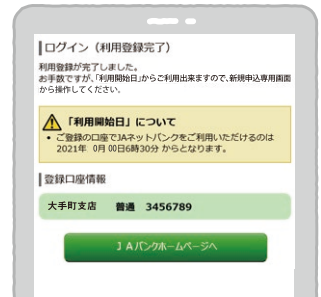 ログイン（利用登録完了）
利用登録が完了しました。
お手数ですが、「利用開始日」からご利用出来ますので、新規申込専用画面
から操作してください。
「利用開始日」について
• ご登録の口座でJAネットバンクをご利用いただけるのは
2021年 0月00日6時30分 からとなります。
登録口座情報
大手町支店 普通 3456789
ＪＡバンクホームページへ